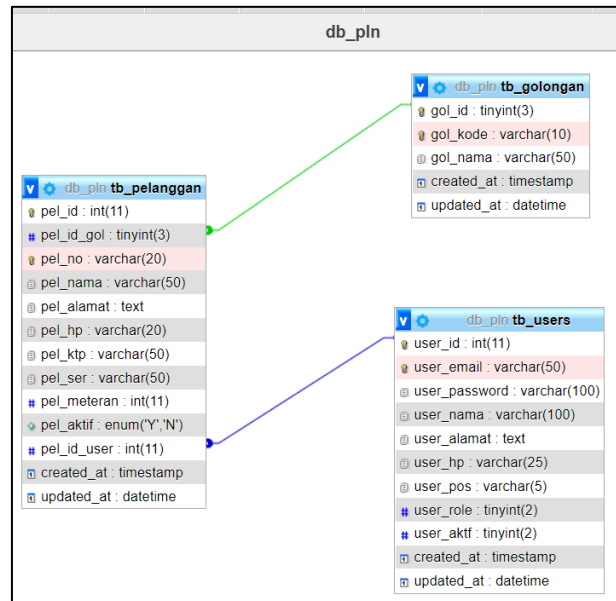 db_pln
db_pln tb_golongan
gol_id : tinyint(3)
gol_kode : varchar(10)
gol_nama : varchar(50)
created_at : timestamp
updated_at : datetime
db_pln tb_pelanggan
pel_id : int(11)
pel_id_gol : tinyint(3)
pel_no : varchar(20)
pel_nama : varchar(50)
pel_alamat : text
pel_hp : varchar(20)
pel_ktp : varchar(50)
pel_ser : varchar(50)
pel_meteran : int(11)
pel_aktif : enum('Y','N')
pel_id_user : int(11)
created_at : timestamp
updated_at : datetime
db_pln tb_users
user_id : int(11)
user_email : varchar(50)
user_password : varchar(100)
user_nama : varchar(100)
user_alamat : text
user_hp : varchar(25)
user_pos : varchar(5)
user_role : tinyint(2)
user_aktf : tinyint(2)
created_at : timestamp
updated_at : datetime